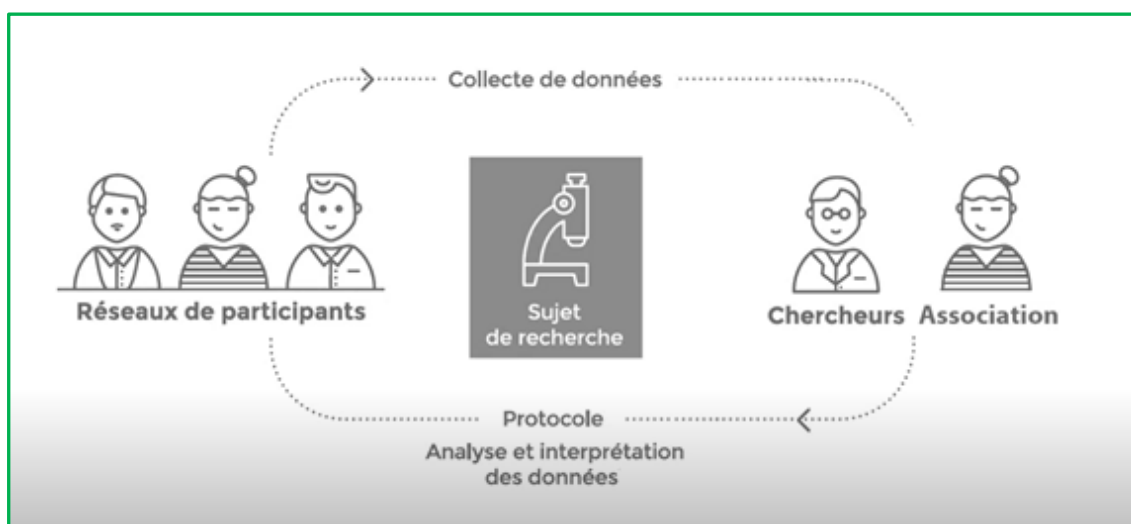 Collecte de données
Réseaux de participants
Sujet
de recherche
Chercheurs
Association
Protocole
Analyse et interprétation
des données